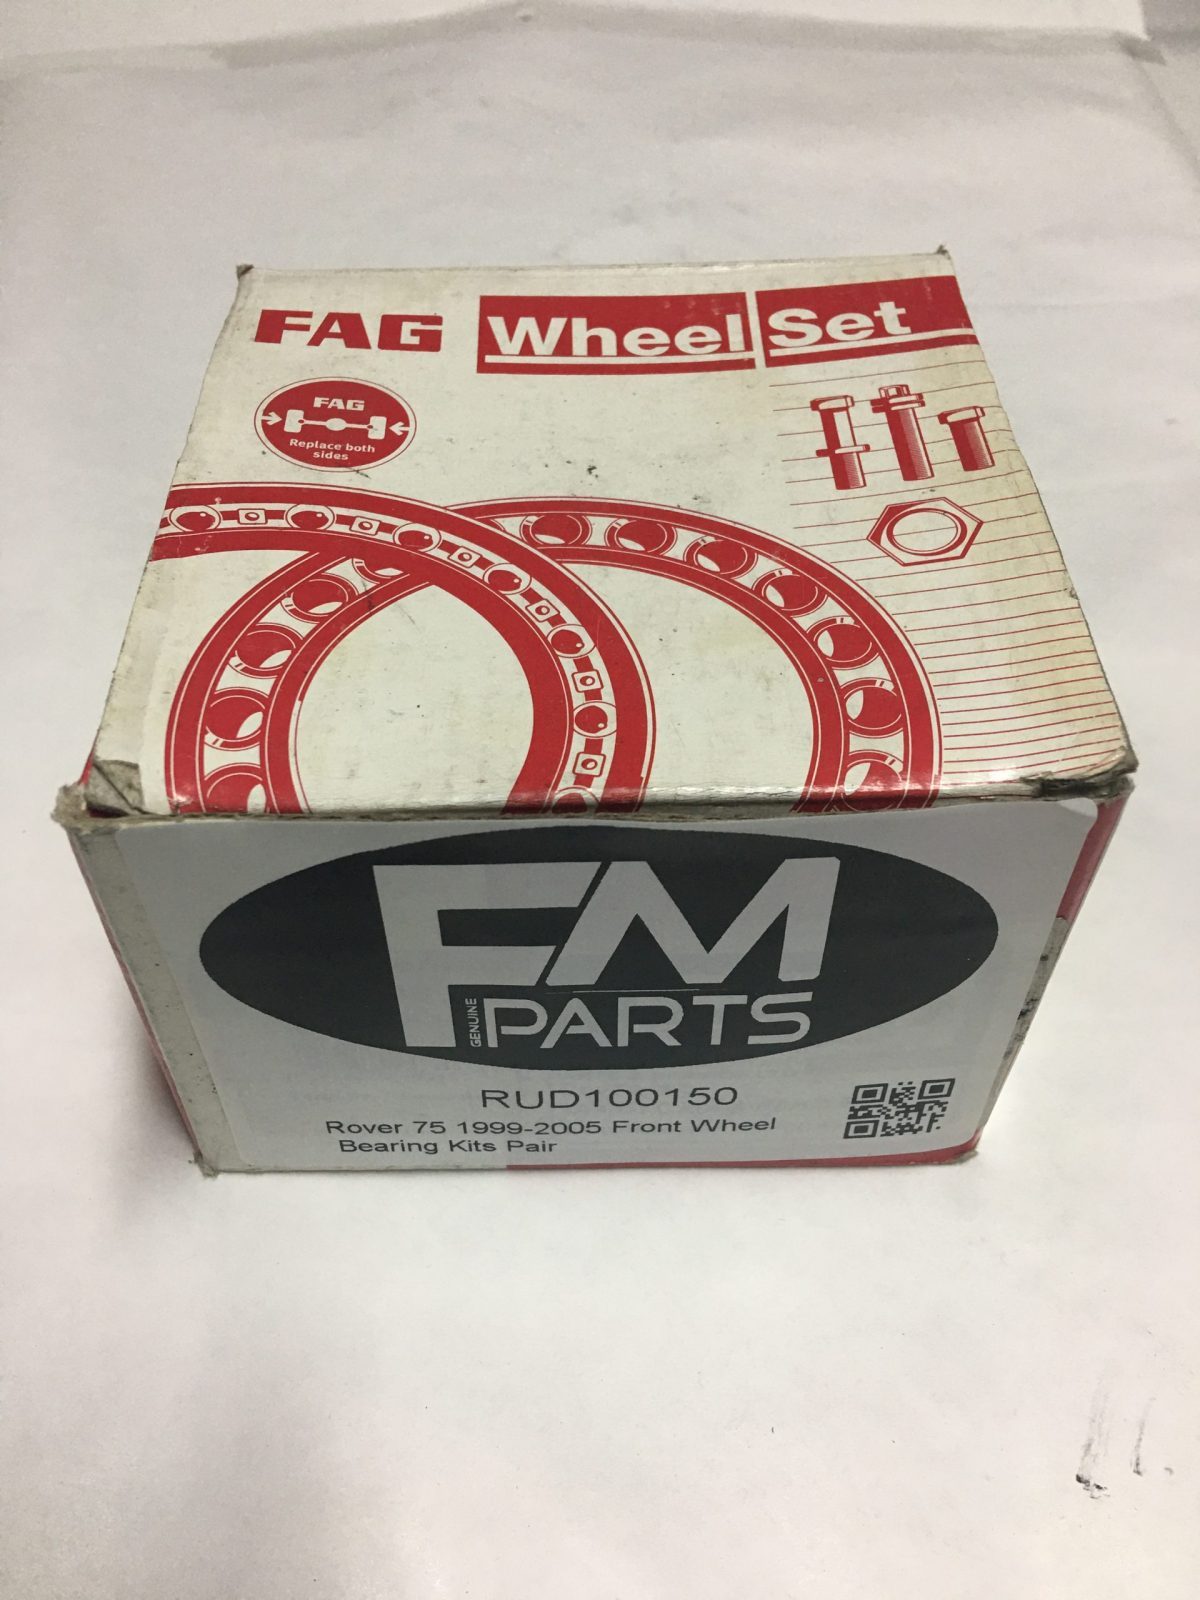 FAG Wheel Set
FAG
Replace both
sides
FM
GENUINE PARTS
RUD100150
Rover 75 1999-2005 Front Wheel
Bearing Kits Pair